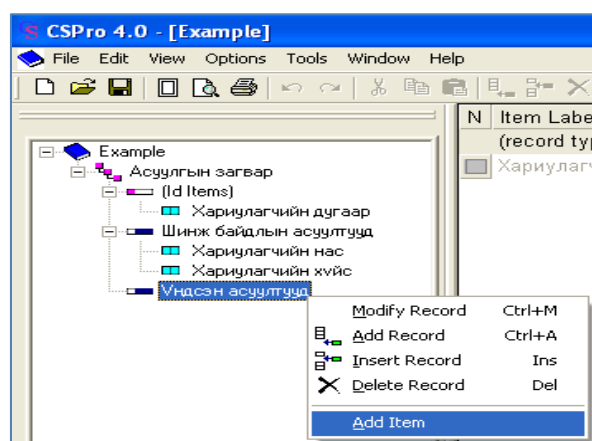 CSPro 4.0 - [Example]
File Edit View Options Tools Window Help
N Item Labe
(record typ
Хариулагч
Example
Асуулгын загвар
(Id Items)
Хариулагчийн дугаар
Шинж байдлын асуултууд
Хариулагчийн нас
Хариулагчийн хүйс
Үндсэн асуултууд
Modify Record Ctrl+M
Add Record Ctrl+A
Insert Record Ins
Delete Record Del
Add Item